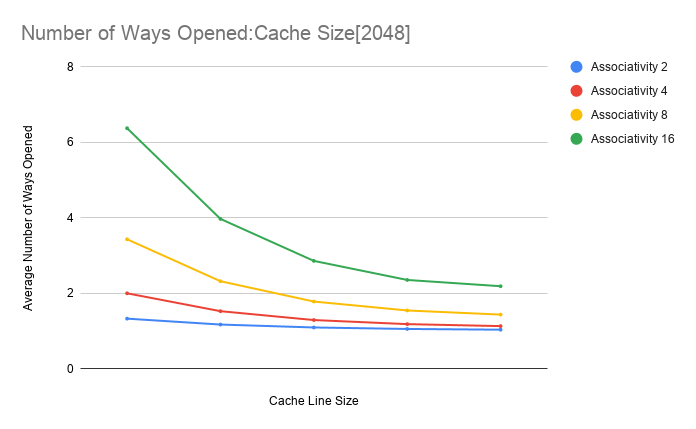 Number of Ways Opened:Cache Size[2048]
8
6
4
2
0
Average Number of Ways Opened
Cache Line Size
Associativity 2
Associativity 4
Associativity 8
Associativity 16